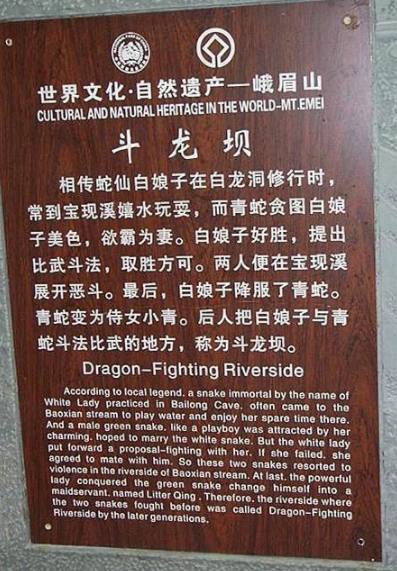 世界文化·自然遗产—峨眉山
CULTURAL AND NATURAL HERITAGE IN THE WORLD-MT.EMEI
斗龙坝
相传蛇仙白娘子在白龙洞修行时，
常到宝现溪嬉水玩耍，而青蛇贪图白娘
子美色，欲霸为妻。白娘子好胜，提出
比武斗法，取胜方可。两人便在宝现溪
展开恶斗。最后，白娘子降服了青蛇。
青蛇变为侍女小青。后人把白娘子与青
蛇斗法比武的地方，称为斗龙坝。
Dragon-Fighting Riverside
According to local legend, a snake immortal by the name of
White Lady practiced in Bailong Cave, often came to the
Baoxian stream to play water and enjoy her spare time there.
And a male green snake, like a playboy was attracted by her
charming, hoped to marry the white snake. But the white lady
put forward a proposal-fighting with her. If she failed, she
agreed to mate with him. So these two snakes resorted to
violence in the riverside of Baoxian stream. At last, the powerful
lady conquered the green snake change himself into a
maidservant, named Litter Qing . Therefore, the riverside where
the two snakes fought before was called Dragon-Fighting
Riverside by the later generations.